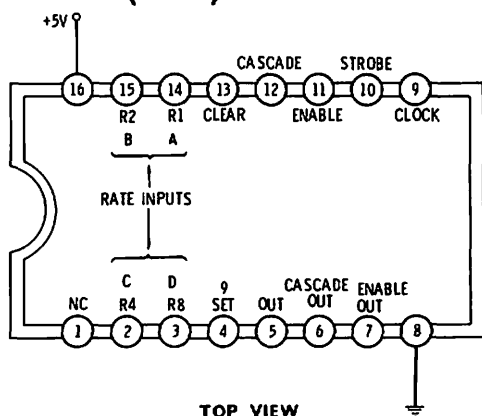 +5V
CASCADE STROBE
16 15 14 13 12 11 10 9
R2 R1 CLEAR ENABLE CLOCK
B A
RATE INPUTS
C D 9 CASCADE ENABLE
NC R4 R8 SET OUT OUT OUT
1 2 3 4 5 6 7 8
TOP VIEW